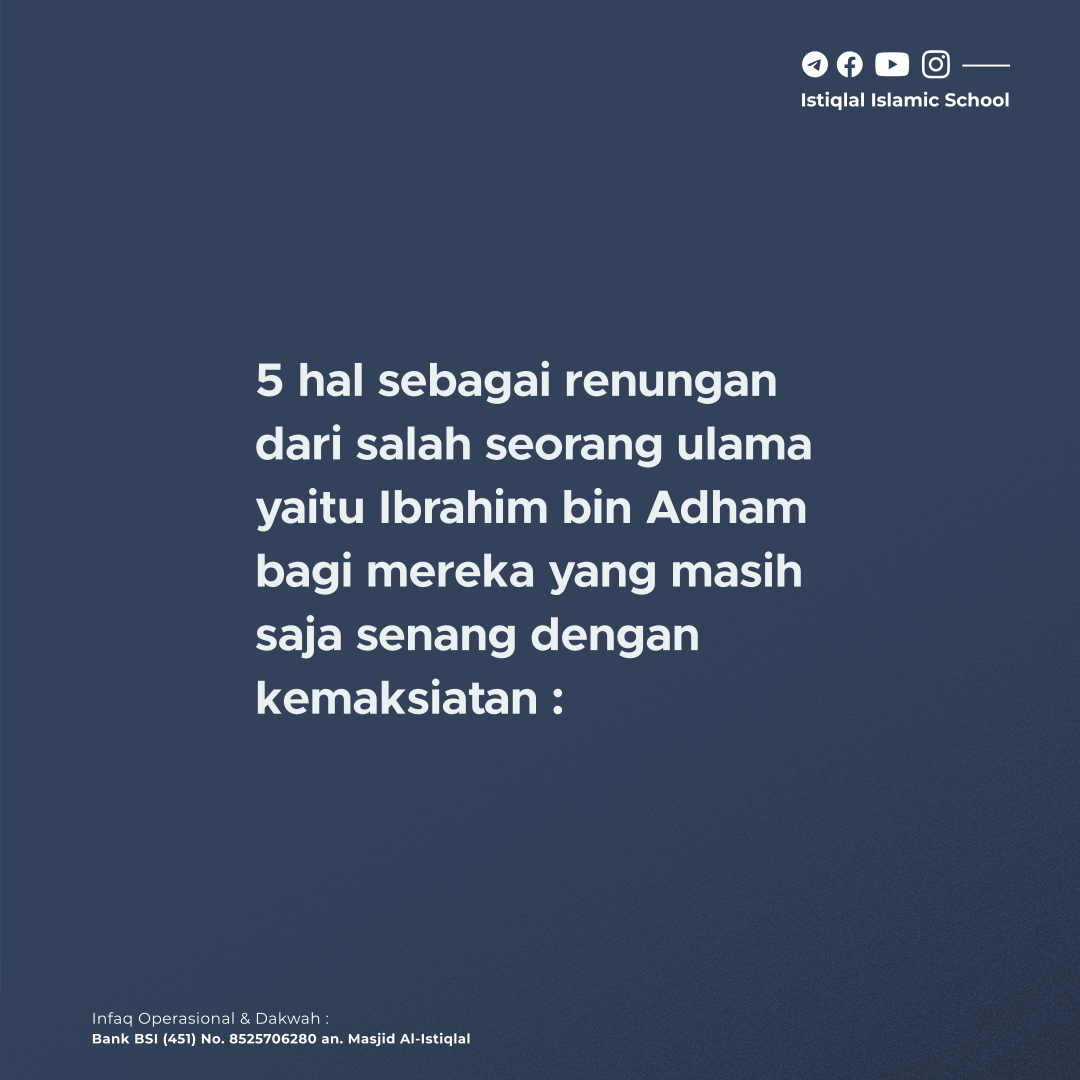 Istiqlal Islamic School
5 hal sebagai renungan
dari salah seorang ulama
yaitu Ibrahim bin Adham
bagi mereka yang masih
saja senang dengan
kemaksiatan :
Infaq Operasional & Dakwah :
Bank BSI (451) No. 8525706280 an. Masjid Al-Istiqlal